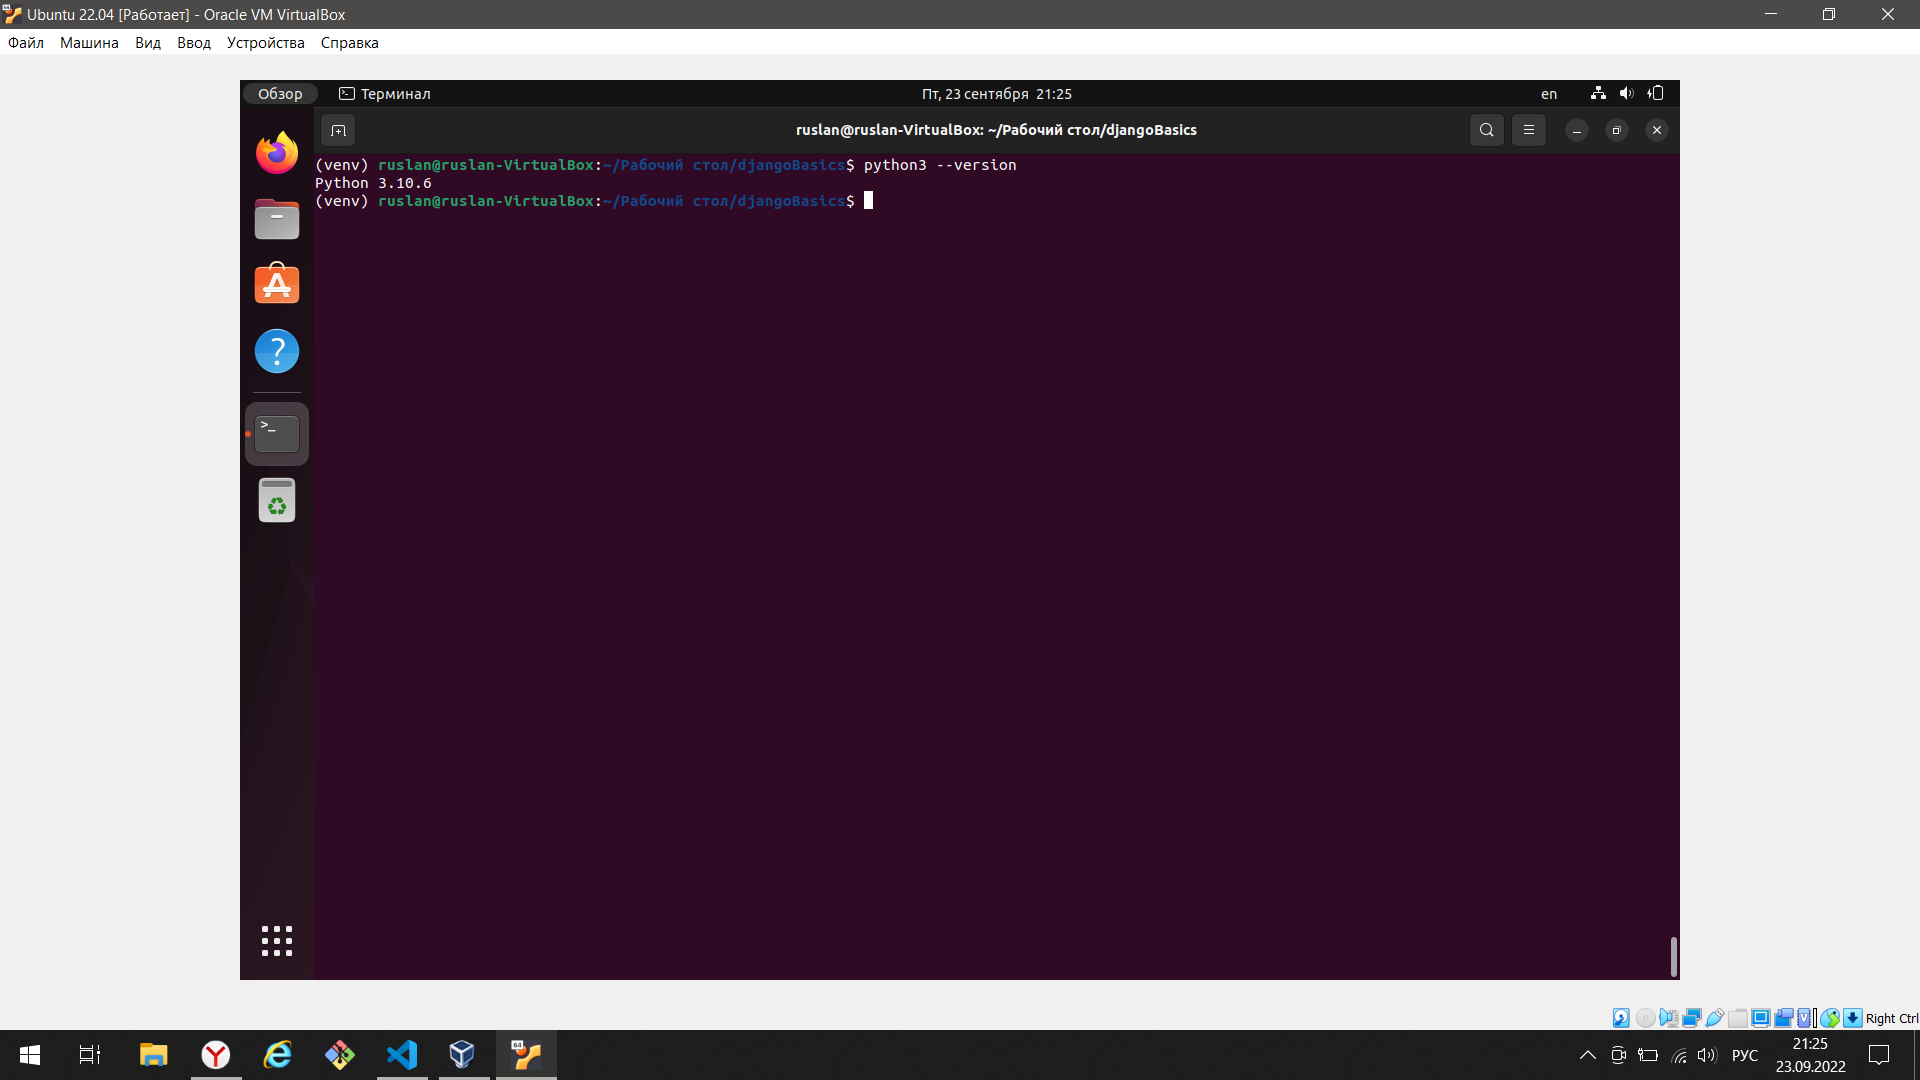 Ubuntu 22.04 [Работает] - Oracle VM VirtualBox
Файл Машина Вид Ввод Устройства Справка
Обзор Терминал Пт, 23 сентября 21:25 en
ruslan@ruslan-VirtualBox: ~/Рабочий стол/djangoBasics
(venv) ruslan@ruslan-VirtualBox:~/Рабочий стол/djangoBasics$ python3 --version
Python 3.10.6
(venv) ruslan@ruslan-VirtualBox:~/Рабочий стол/djangoBasics$
Right Ctrl
РУС
21:25
23.09.2022